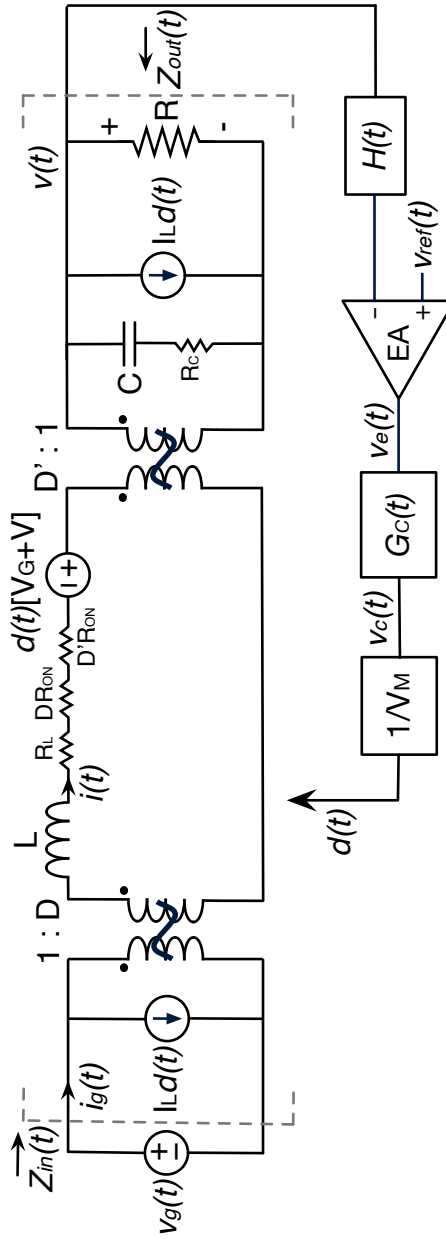 Zin(t)
vg(t)
ig(t)
ILd(t)
1 : D
L
i(t)
RL
DRON
D'RON
d(t)[VG+V]
D' : 1
C
RC
ILd(t)
v(t)
+
R
-
Zout(t)
d(t)
1/VM
vc(t)
GC(t)
ve(t)
EA
-
+
vref(t)
H(t)